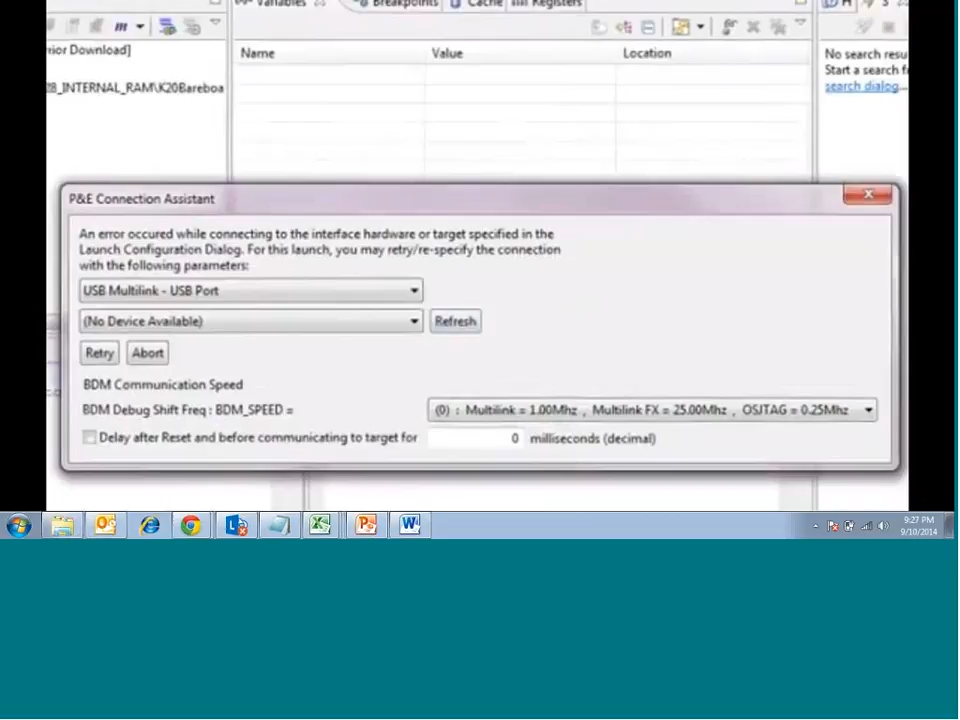 Variables
Breakpoints
Cache
Registers
rior Download]
Name Value Location
No search resu
Start a search f
search dialog...
28_INTERNAL_RAM\K20Bareboa
P&E Connection Assistant
An error occured while connecting to the interface hardware or target specified in the
Launch Configuration Dialog. For this launch, you may retry/re-specify the connection
with the following parameters:
USB Multilink - USB Port
(No Device Available) Refresh
Retry Abort
BDM Communication Speed
BDM Debug Shift Freq : BDM_SPEED = (0) : Multilink = 1.00Mhz , Multilink FX = 25.00Mhz , OSJTAG = 0.25Mhz
Delay after Reset and before communicating to target for 0 milliseconds (decimal)
9:27 PM
9/10/2014